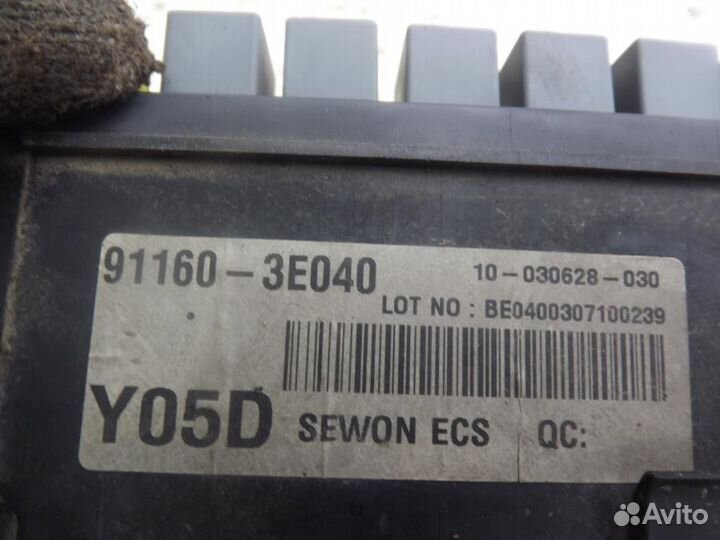 91160-3E040
10-030628-030
LOT NO : BE0400307100239
Y05D
SEWON ECS QC:
Avito